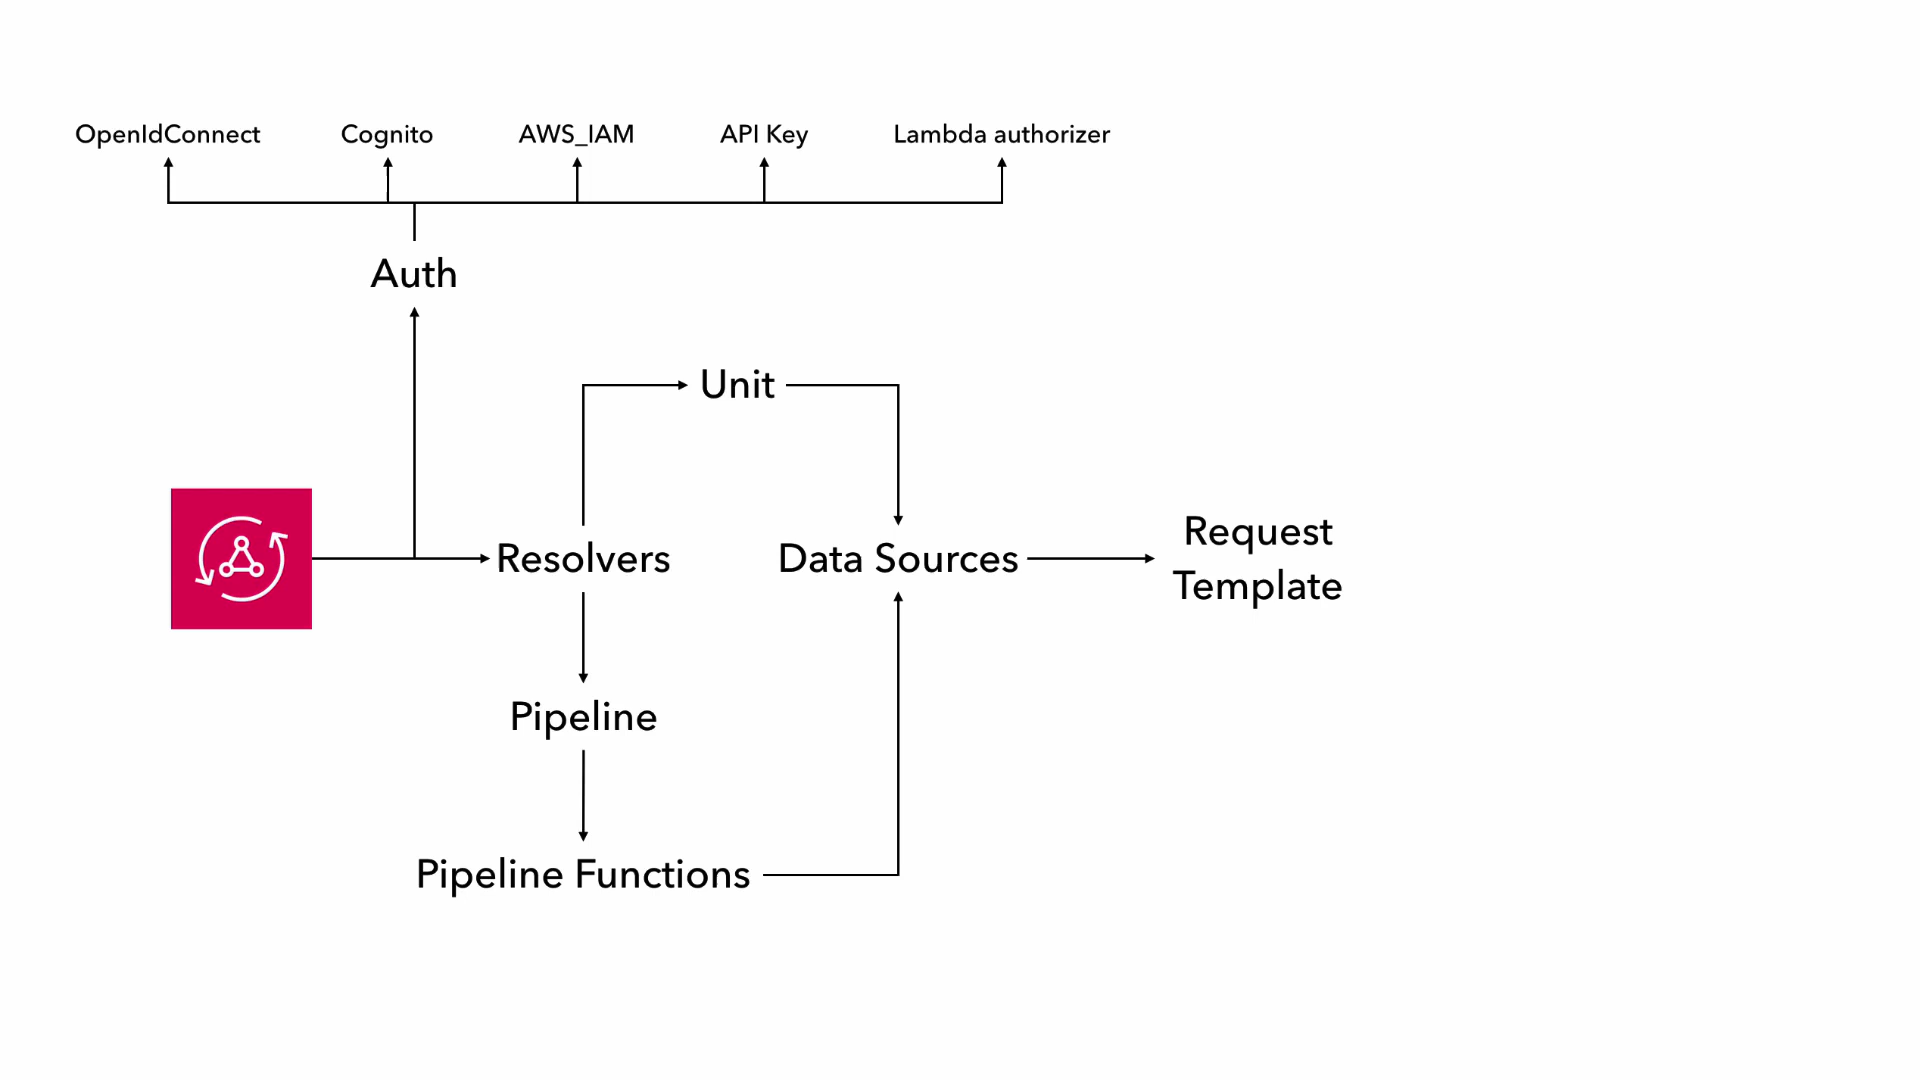 OpenIdConnect
Cognito
AWS_IAM
API Key
Lambda authorizer
Auth
Unit
Resolvers
Data Sources
Request
Template
Pipeline
Pipeline Functions